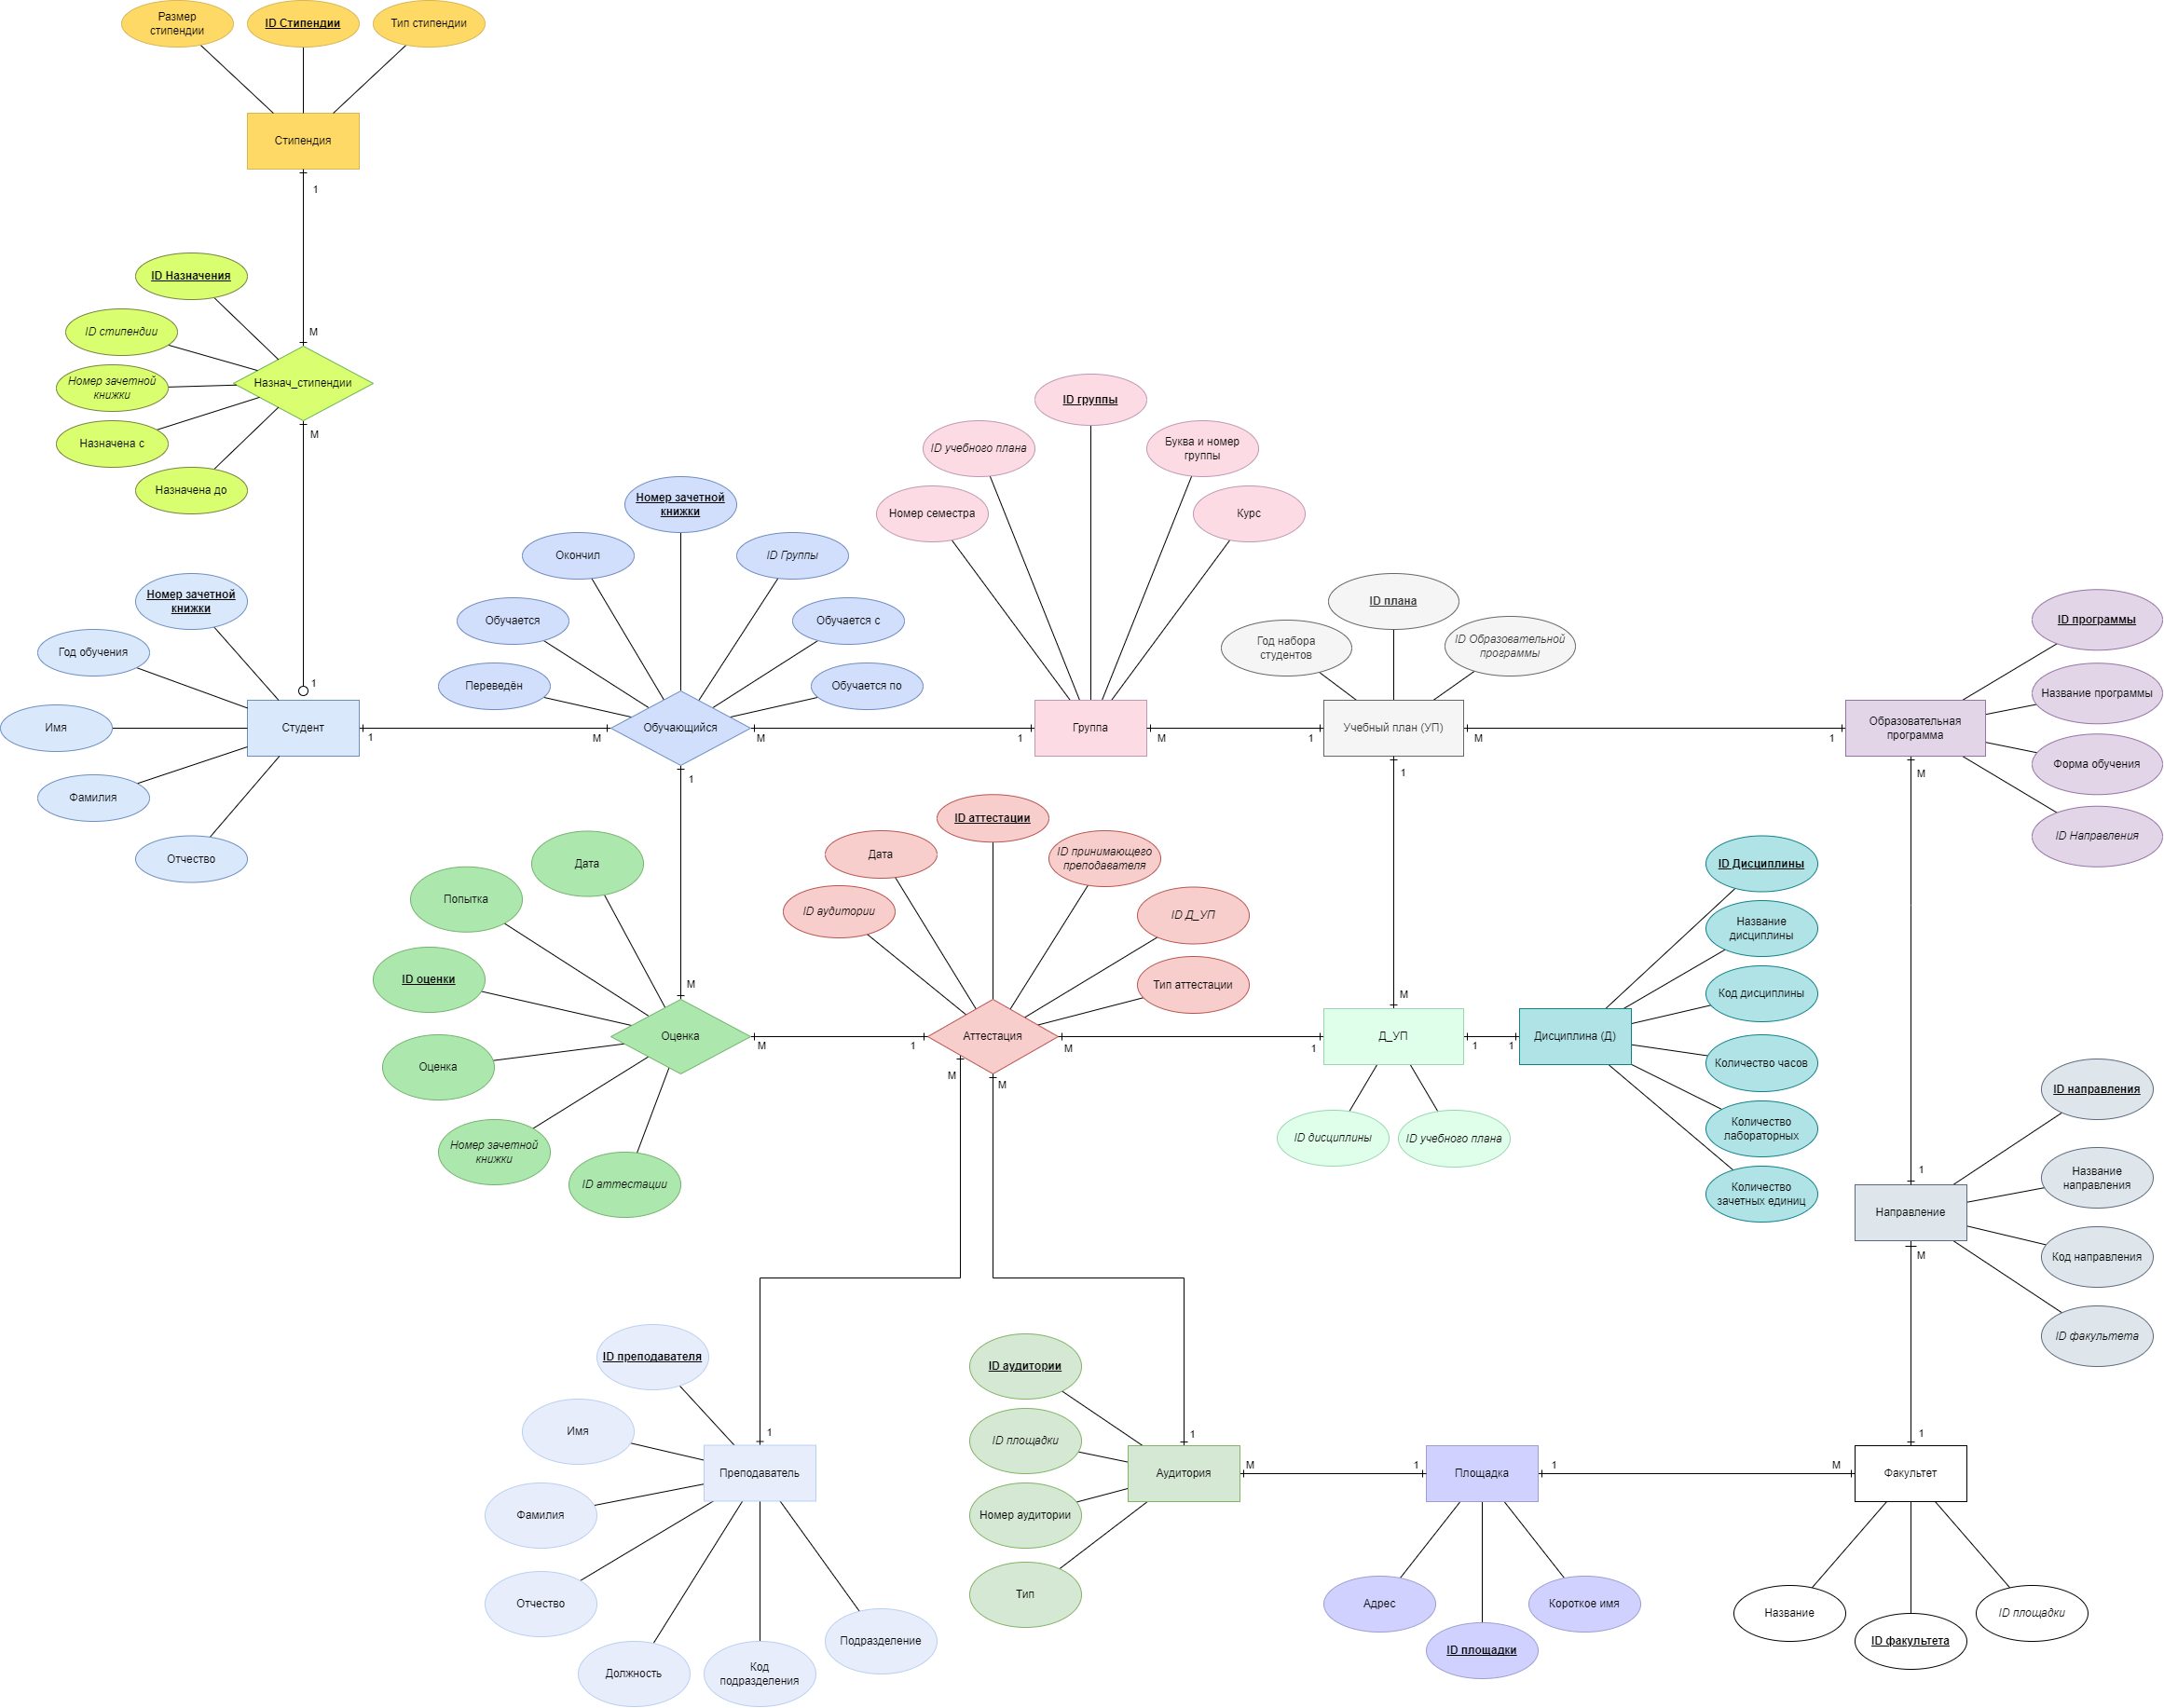 Размер
стипендии
ID Стипендии
Тип стипендии
Стипендия
1
ID Назначения
ID стипендии
Номер зачетной
книжки
Назначена с
Назначена до
M
Назнач_стипендии
M
1
Номер зачетной
книжки
Год обучения
Имя
Фамилия
Отчество
Студент
1
M
Номер зачетной
книжки
Окончил
ID Группы
Обучается
Обучается с
Переведён
Обучается по
Обучающийся
M
1
1
ID группы
ID учебного плана
Буква и номер
группы
Номер семестра
Курс
Группа
M
1
ID плана
Год набора
студентов
ID Образовательной
программы
Учебный план (УП)
M
1
1
ID программы
Название программы
Форма обучения
ID Направления
Образовательная
программа
M
Дата
Попытка
ID оценки
Оценка
Номер зачетной
книжки
ID аттестации
M
Оценка
M
1
ID аттестации
Дата
ID принимающего
преподавателя
ID аудитории
ID Д_УП
Тип аттестации
Аттестация
M
M
M
1
M
Д_УП
1
1
ID дисциплины
ID учебного плана
ID Дисциплины
Название
дисциплины
Код дисциплины
Количество часов
Количество
лабораторных
Количество
зачетных единиц
Дисциплина (Д)
1
Направление
M
ID направления
Название
направления
Код направления
ID факультета
ID преподавателя
Имя
Фамилия
Отчество
Должность
Код
подразделения
Подразделение
1
Преподаватель
ID аудитории
ID площадки
Номер аудитории
Тип
1
Аудитория
M
1
Площадка
1
M
Адрес
ID площадки
Короткое имя
1
Факультет
Название
ID факультета
ID площадки